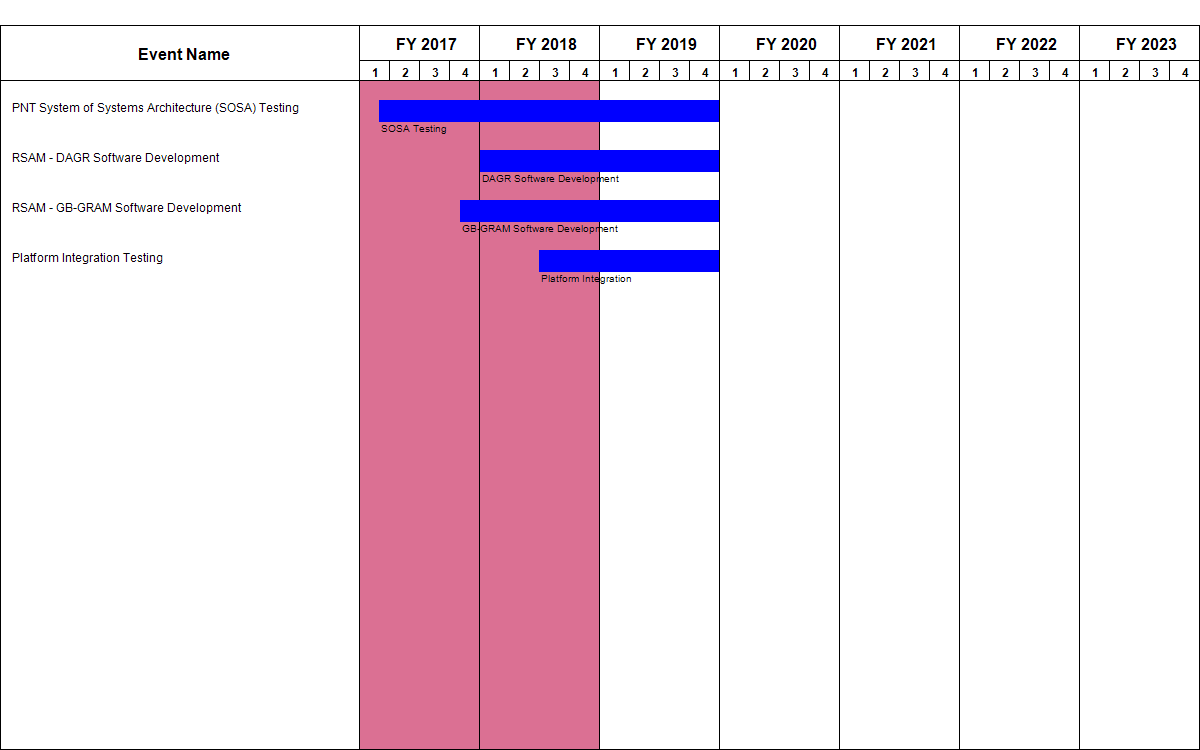 Event Name
FY 2017 FY 2018 FY 2019 FY 2020 FY 2021 FY 2022 FY 2023
1 2 3 4 1 2 3 4 1 2 3 4 1 2 3 4 1 2 3 4 1 2 3 4 1 2 3 4
PNT System of Systems Architecture (SOSA) Testing
SOSA Testing
RSAM - DAGR Software Development
DAGR Software Development
RSAM - GB-GRAM Software Development
GB-GRAM Software Development
Platform Integration Testing
Platform Integration